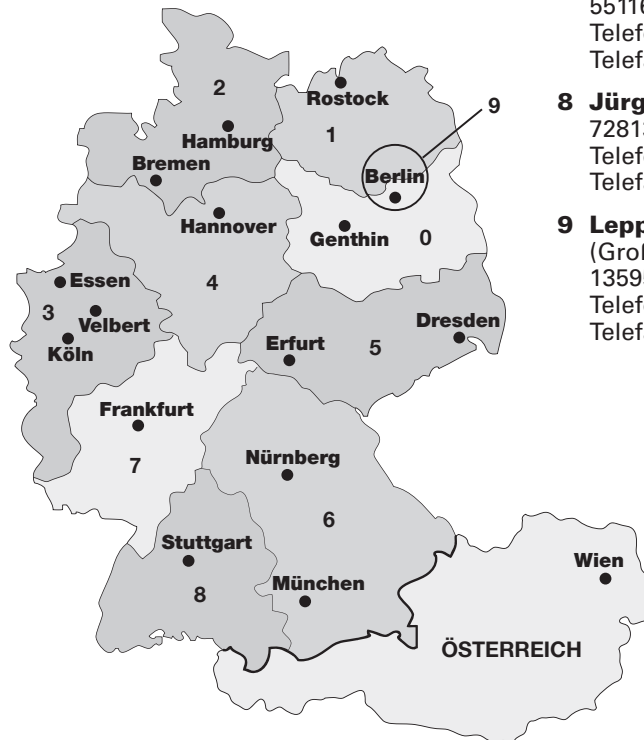 2
Rostock
9
1
Hamburg
Bremen
Berlin
Hannover
Genthin
0
Essen
4
3
Velbert
Dresden
Köln
Erfurt
5
Frankfurt
7
Nürnberg
6
Stuttgart
Wien
8
München
ÖSTERREICH
5511
Telef
Telef
8 Jürg
7281
Telef
Telef
9 Lepp
(Groß
1359
Telef
Telef